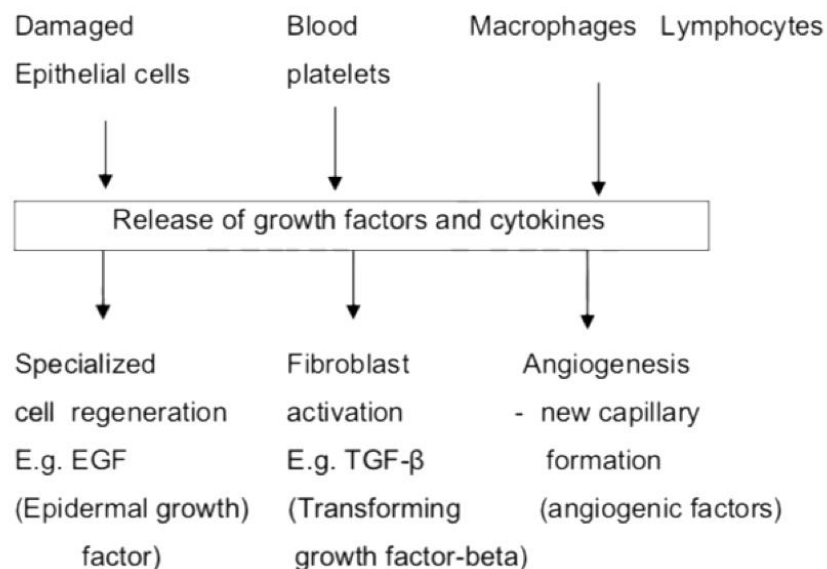 Damaged Blood Macrophages Lymphocytes
Epithelial cells platelets
Release of growth factors and cytokines
Specialized Fibroblast Angiogenesis
cell regeneration activation - new capillary
E.g. EGF E.g. TGF-β formation
(Epidermal growth) (Transforming (angiogenic factors)
factor) growth factor-beta)